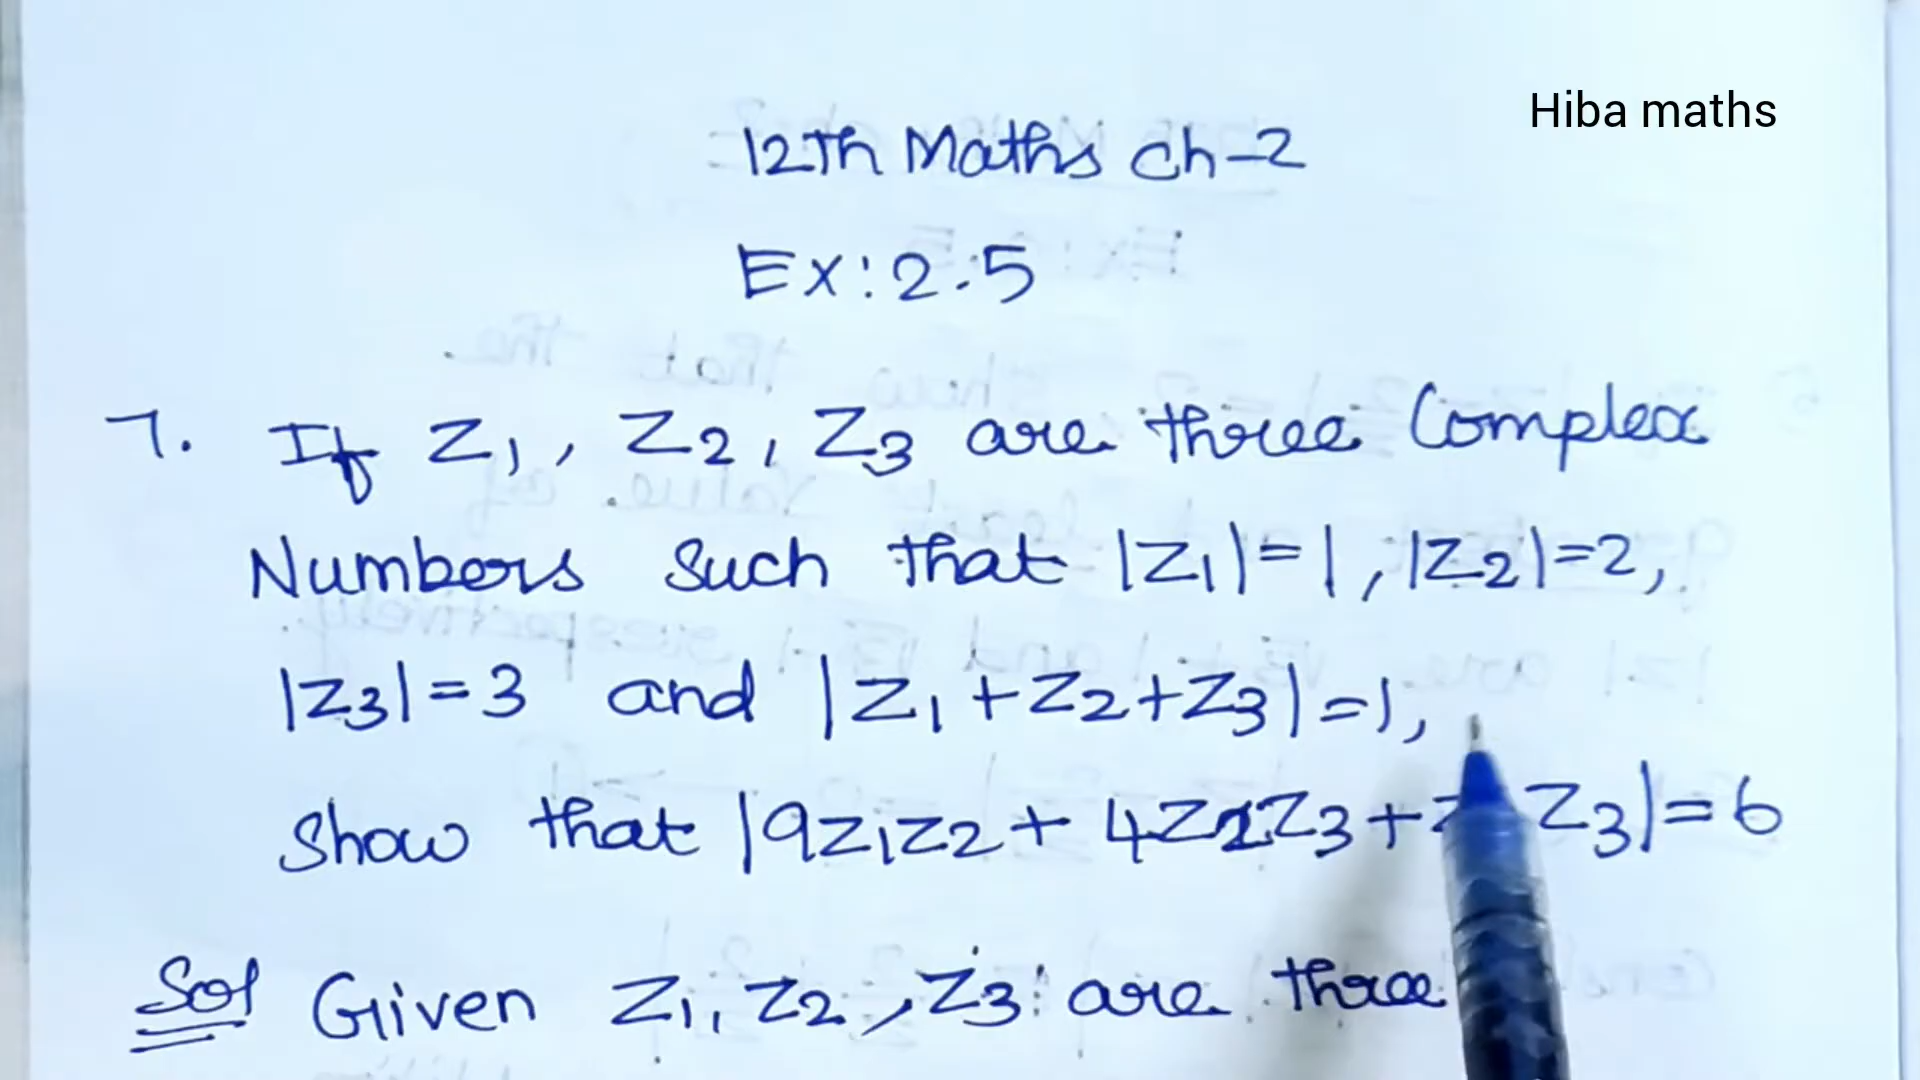 Hiba maths
12Th Maths Ch-2
Ex: 2.5
7. If Z1, Z2, Z3 are three Complex
Numbers such that |Z1|=1, |Z2|=2,
|Z3|=3 and |Z1+Z2+Z3|=1,
Show that |9Z1Z2 + 4Z1Z3 + Z3|=6
Sol Given Z1, Z2, Z3 are three